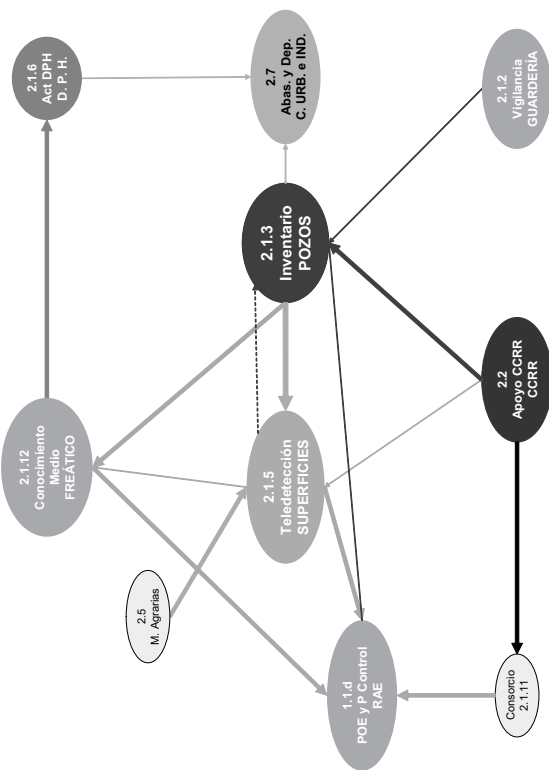 2.1.6
Act DPH
D. P. H.
2.7
Abas. y Dep.
C. URB. e IND.
2.1.2
Vigilancia
GUARDERÍA
2.1.3
Inventario
POZOS
2.2
Apoyo CCRR
CCRR
2.1.12
Conocimiento
Medio
FREÁTICO
2.1.5
Teledetección
SUPERFICIES
2.5
M. Agrarias
1.1.d
POE y P Control
RAE
Consorcio
2.1.11